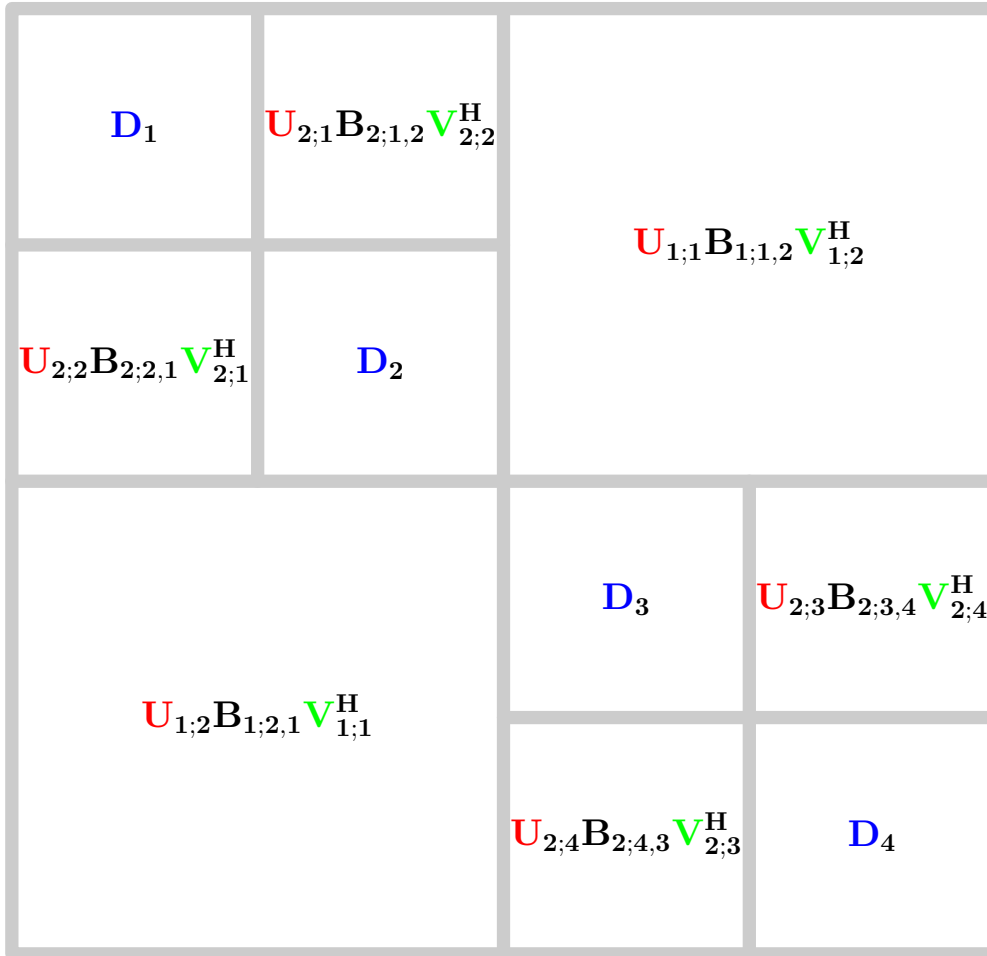 D₁ U₂;₁B₂;₁,₂V₂;₂ᴴ
U₁;₁B₁;₁,₂V₁;₂ᴴ
U₂;₂B₂;₂,₁V₂;₁ᴴ D₂
D₃ U₂;₃B₂;₃,₄V₂;₄ᴴ
U₁;₂B₁;₂,₁V₁;₁ᴴ
U₂;₄B₂;₄,₃V₂;₃ᴴ D₄